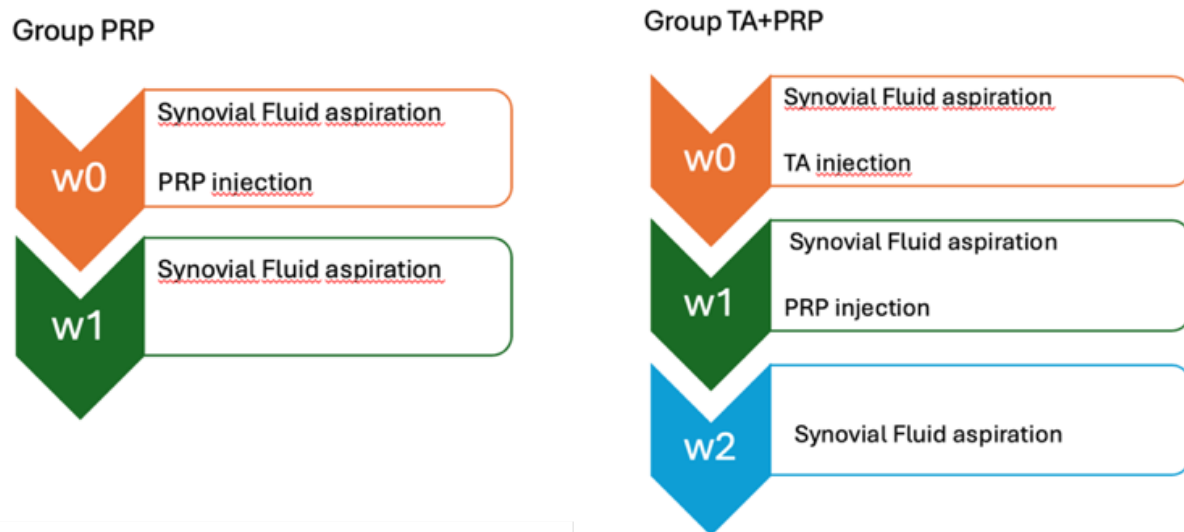 Group PRP
w0
Synovial Fluid aspiration
PRP injection
w1
Synovial Fluid aspiration
Group TA+PRP
w0
Synovial Fluid aspiration
TA injection
w1
Synovial Fluid aspiration
PRP injection
w2
Synovial Fluid aspiration